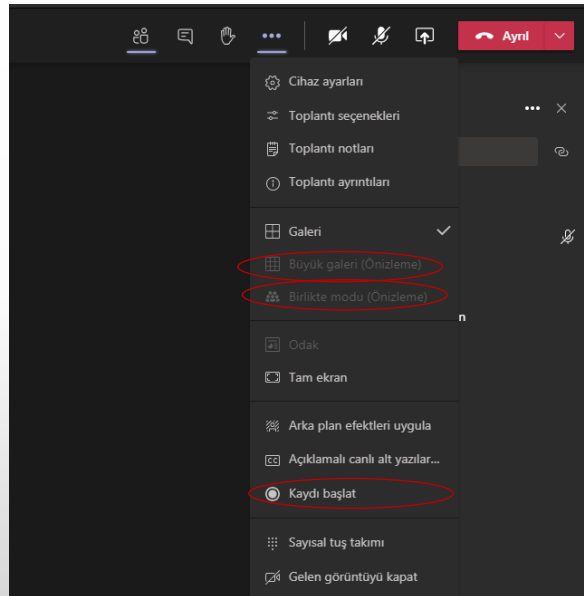 Ayrıl
Cihaz ayarları
Toplantı seçenekleri
Toplantı notları
Toplantı ayrıntıları
Galeri
Büyük galeri (Önizleme)
Birlikte modu (Önizleme)
n
Odak
Tam ekran
Arka plan efektleri uygula
CC Açıklamalı canlı alt yazılar...
Kaydı başlat
Sayısal tuş takımı
Gelen görüntüyü kapat